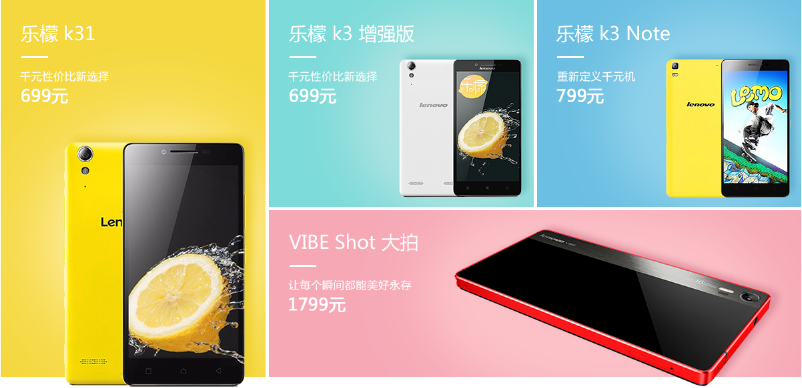 乐檬 k31
千元性价比新选择
699元
Len
乐檬 k3 增强版
千元性价比新选择
699元
lenovo
lenovo
乐檬 k3 Note
重新定义千元机
799元
lenovo
VIBE Shot 大拍
让每个瞬间都能美好永存
1799元
lenovo